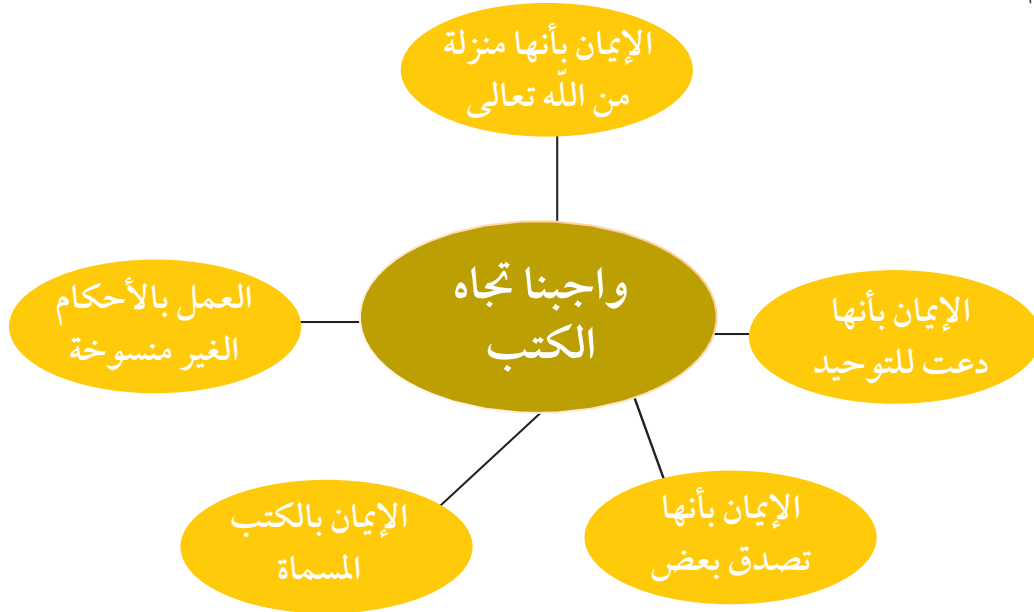 الإيمان بأنها منزلة
من اللّه تعالى
واجبنا تجاه
الكتب
الإيمان بأنها
دعت للتوحيد
العمل بالأحكام
الغير منسوخة
الإيمان بأنها
تصدق بعض
الإيمان بالكتب
المسماة